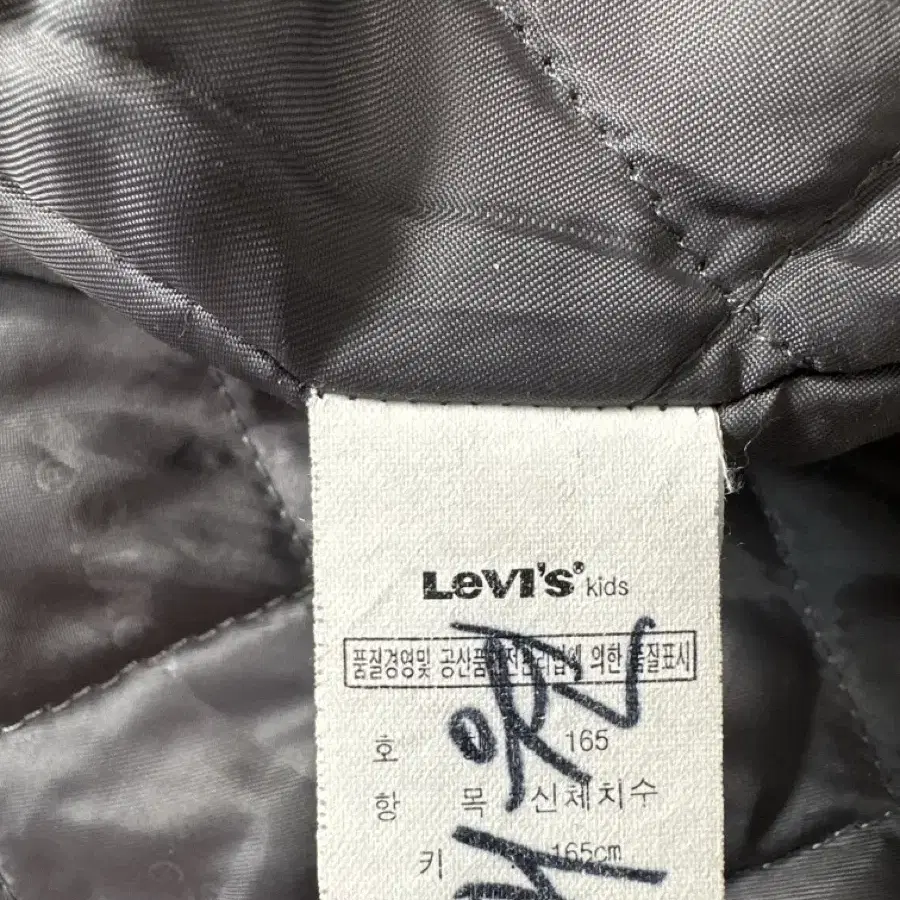 LeVI's® kids
품질경영및 공산품안전관리법에 의한 품질표시
호 165
항 목 신체치수
키 165cm